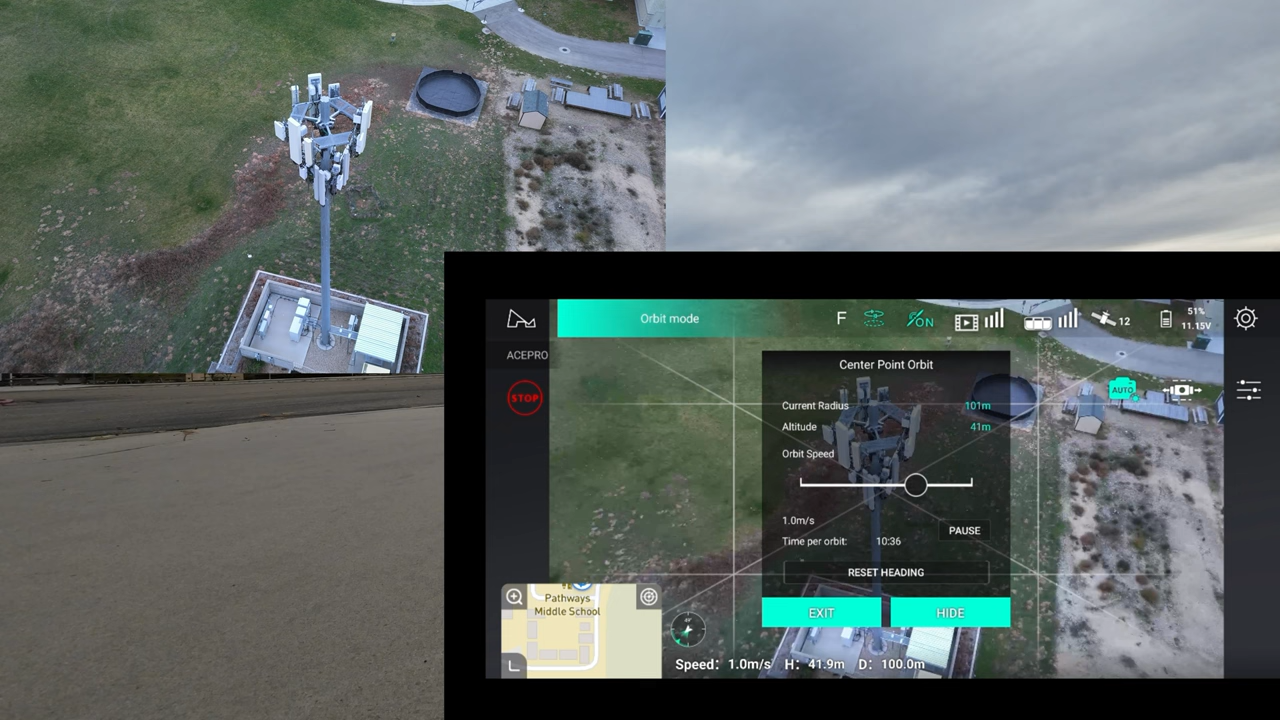 Orbit mode
F
ON
12
51%
11.15V
ACEPRO
STOP
Center Point Orbit
Current Radius 101m
Altitude 41m
Orbit Speed
1.0m/s
PAUSE
Time per orbit: 10:36
RESET HEADING
EXIT HIDE
AUTO
Pathways
Middle School
Speed: 1.0m/s H: 41.9m D: 100.0m